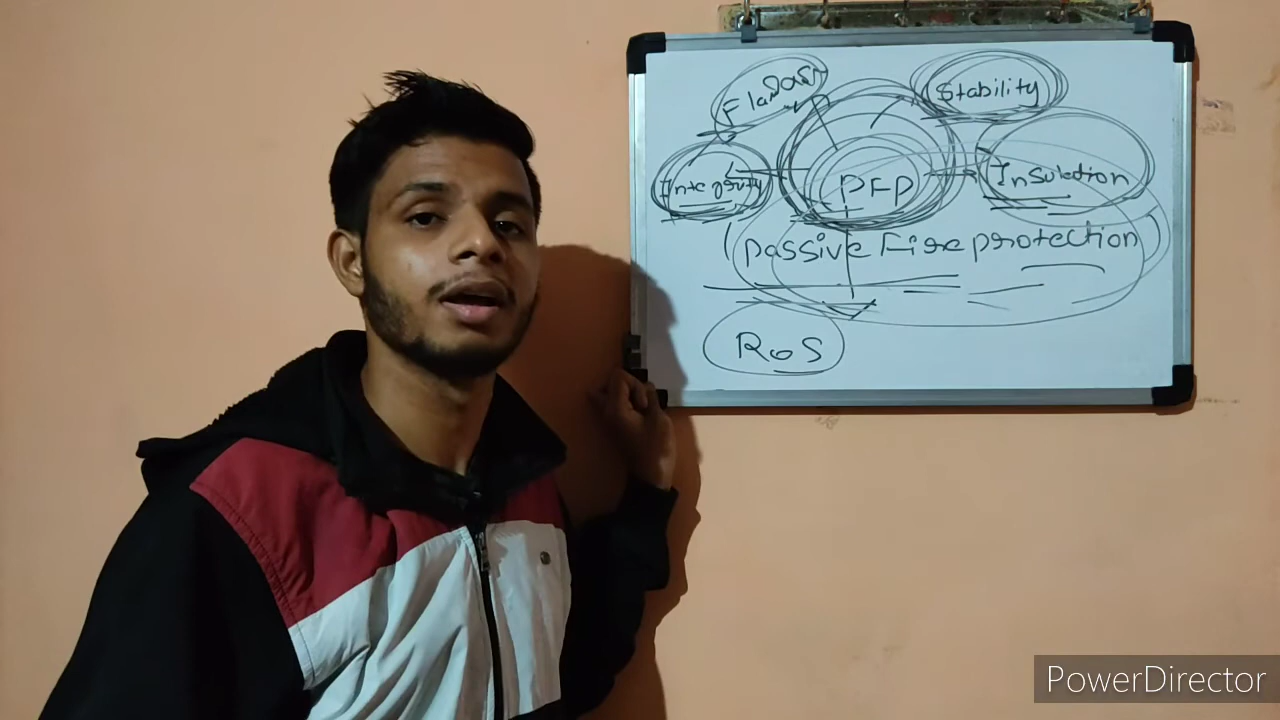 Stability
Integrity
PFP
Insulation
(Passive Fire protection)
RoS
PowerDirector